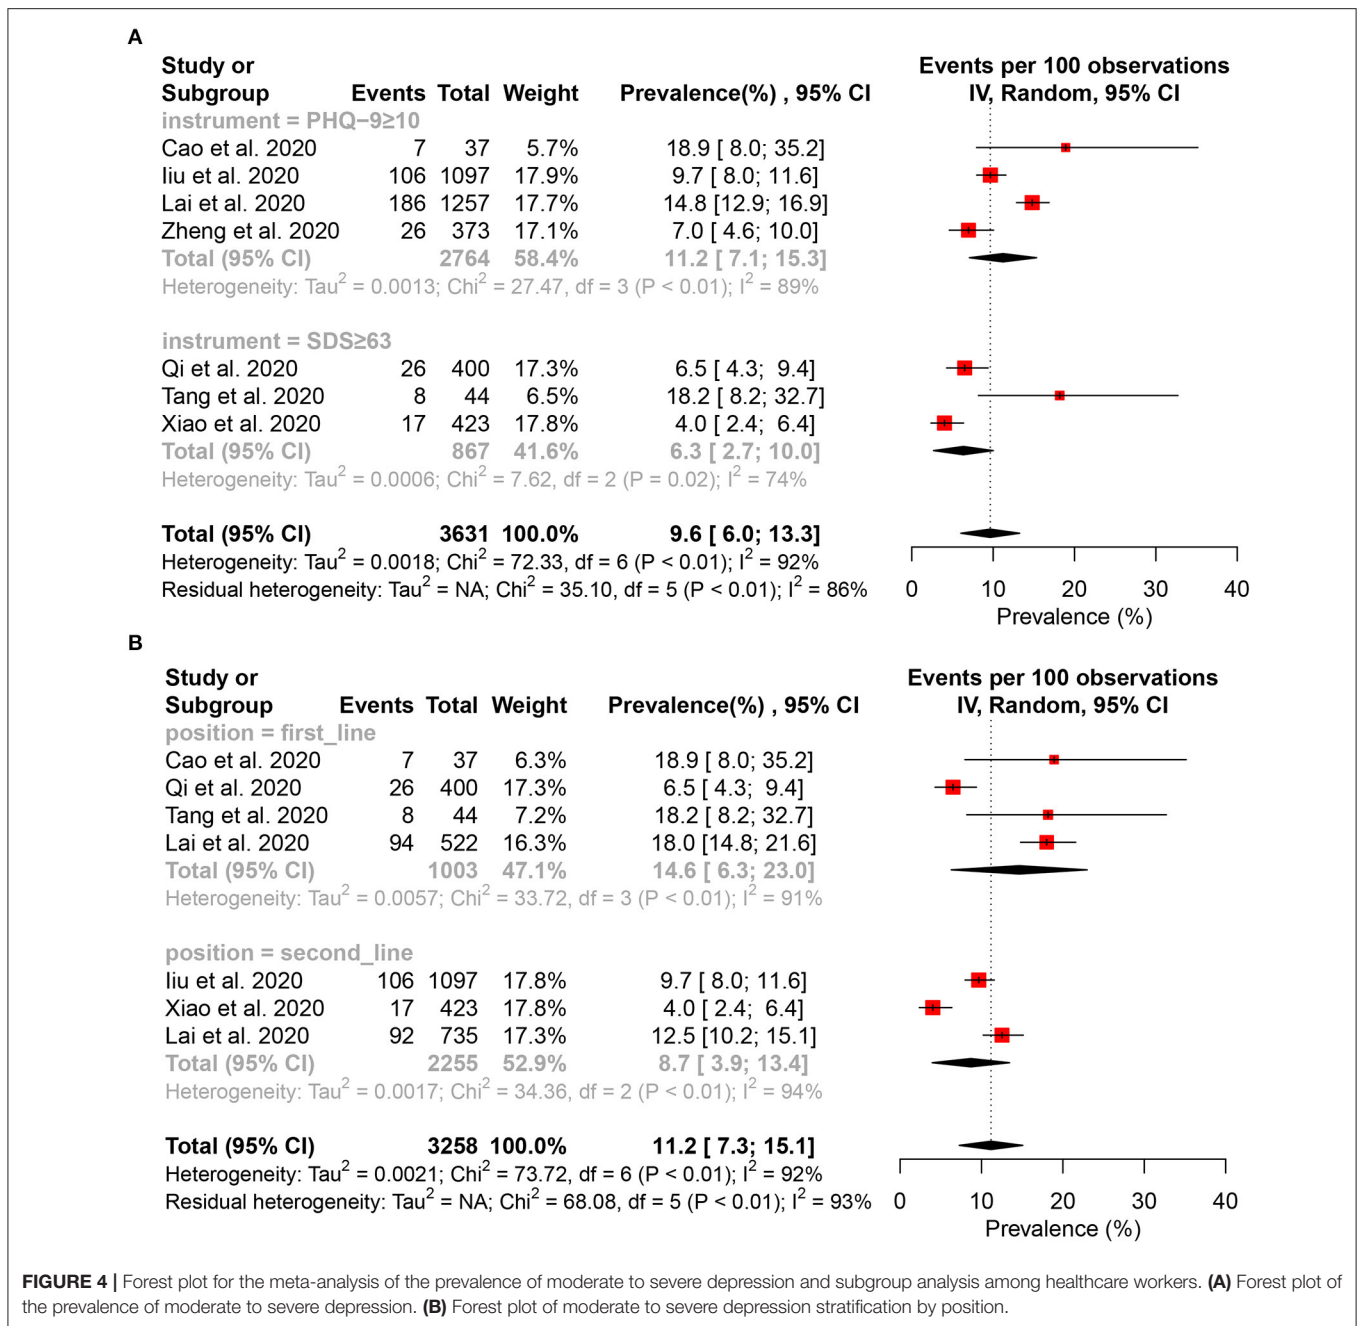 A
Study or
Subgroup Events Total Weight Prevalence(%) , 95% CI
Events per 100 observations
IV, Random, 95% CI
instrument = PHQ−9≥10
Cao et al. 2020 7 37 5.7% 18.9 [ 8.0; 35.2]
liu et al. 2020 106 1097 17.9% 9.7 [ 8.0; 11.6]
Lai et al. 2020 186 1257 17.7% 14.8 [12.9; 16.9]
Zheng et al. 2020 26 373 17.1% 7.0 [ 4.6; 10.0]
Total (95% CI) 2764 58.4% 11.2 [ 7.1; 15.3]
Heterogeneity: Tau² = 0.0013; Chi² = 27.47, df = 3 (P < 0.01); I² = 89%
instrument = SDS≥63
Qi et al. 2020 26 400 17.3% 6.5 [ 4.3; 9.4]
Tang et al. 2020 8 44 6.5% 18.2 [ 8.2; 32.7]
Xiao et al. 2020 17 423 17.8% 4.0 [ 2.4; 6.4]
Total (95% CI) 867 41.6% 6.3 [ 2.7; 10.0]
Heterogeneity: Tau² = 0.0006; Chi² = 7.62, df = 2 (P = 0.02); I² = 74%
Total (95% CI) 3631 100.0% 9.6 [ 6.0; 13.3]
Heterogeneity: Tau² = 0.0018; Chi² = 72.33, df = 6 (P < 0.01); I² = 92%
Residual heterogeneity: Tau² = NA; Chi² = 35.10, df = 5 (P < 0.01); I² = 86%
0 10 20 30 40
Prevalence (%)
B
Study or
Subgroup Events Total Weight Prevalence(%) , 95% CI
Events per 100 observations
IV, Random, 95% CI
position = first_line
Cao et al. 2020 7 37 6.3% 18.9 [ 8.0; 35.2]
Qi et al. 2020 26 400 17.3% 6.5 [ 4.3; 9.4]
Tang et al. 2020 8 44 7.2% 18.2 [ 8.2; 32.7]
Lai et al. 2020 94 522 16.3% 18.0 [14.8; 21.6]
Total (95% CI) 1003 47.1% 14.6 [ 6.3; 23.0]
Heterogeneity: Tau² = 0.0057; Chi² = 33.72, df = 3 (P < 0.01); I² = 91%
position = second_line
liu et al. 2020 106 1097 17.8% 9.7 [ 8.0; 11.6]
Xiao et al. 2020 17 423 17.8% 4.0 [ 2.4; 6.4]
Lai et al. 2020 92 735 17.3% 12.5 [10.2; 15.1]
Total (95% CI) 2255 52.9% 8.7 [ 3.9; 13.4]
Heterogeneity: Tau² = 0.0017; Chi² = 34.36, df = 2 (P < 0.01); I² = 94%
Total (95% CI) 3258 100.0% 11.2 [ 7.3; 15.1]
Heterogeneity: Tau² = 0.0021; Chi² = 73.72, df = 6 (P < 0.01); I² = 92%
Residual heterogeneity: Tau² = NA; Chi² = 68.08, df = 5 (P < 0.01); I² = 93%
0 10 20 30 40
Prevalence (%)
FIGURE 4 | Forest plot for the meta-analysis of the prevalence of moderate to severe depression and subgroup analysis among healthcare workers. (A) Forest plot of
the prevalence of moderate to severe depression. (B) Forest plot of moderate to severe depression stratification by position.